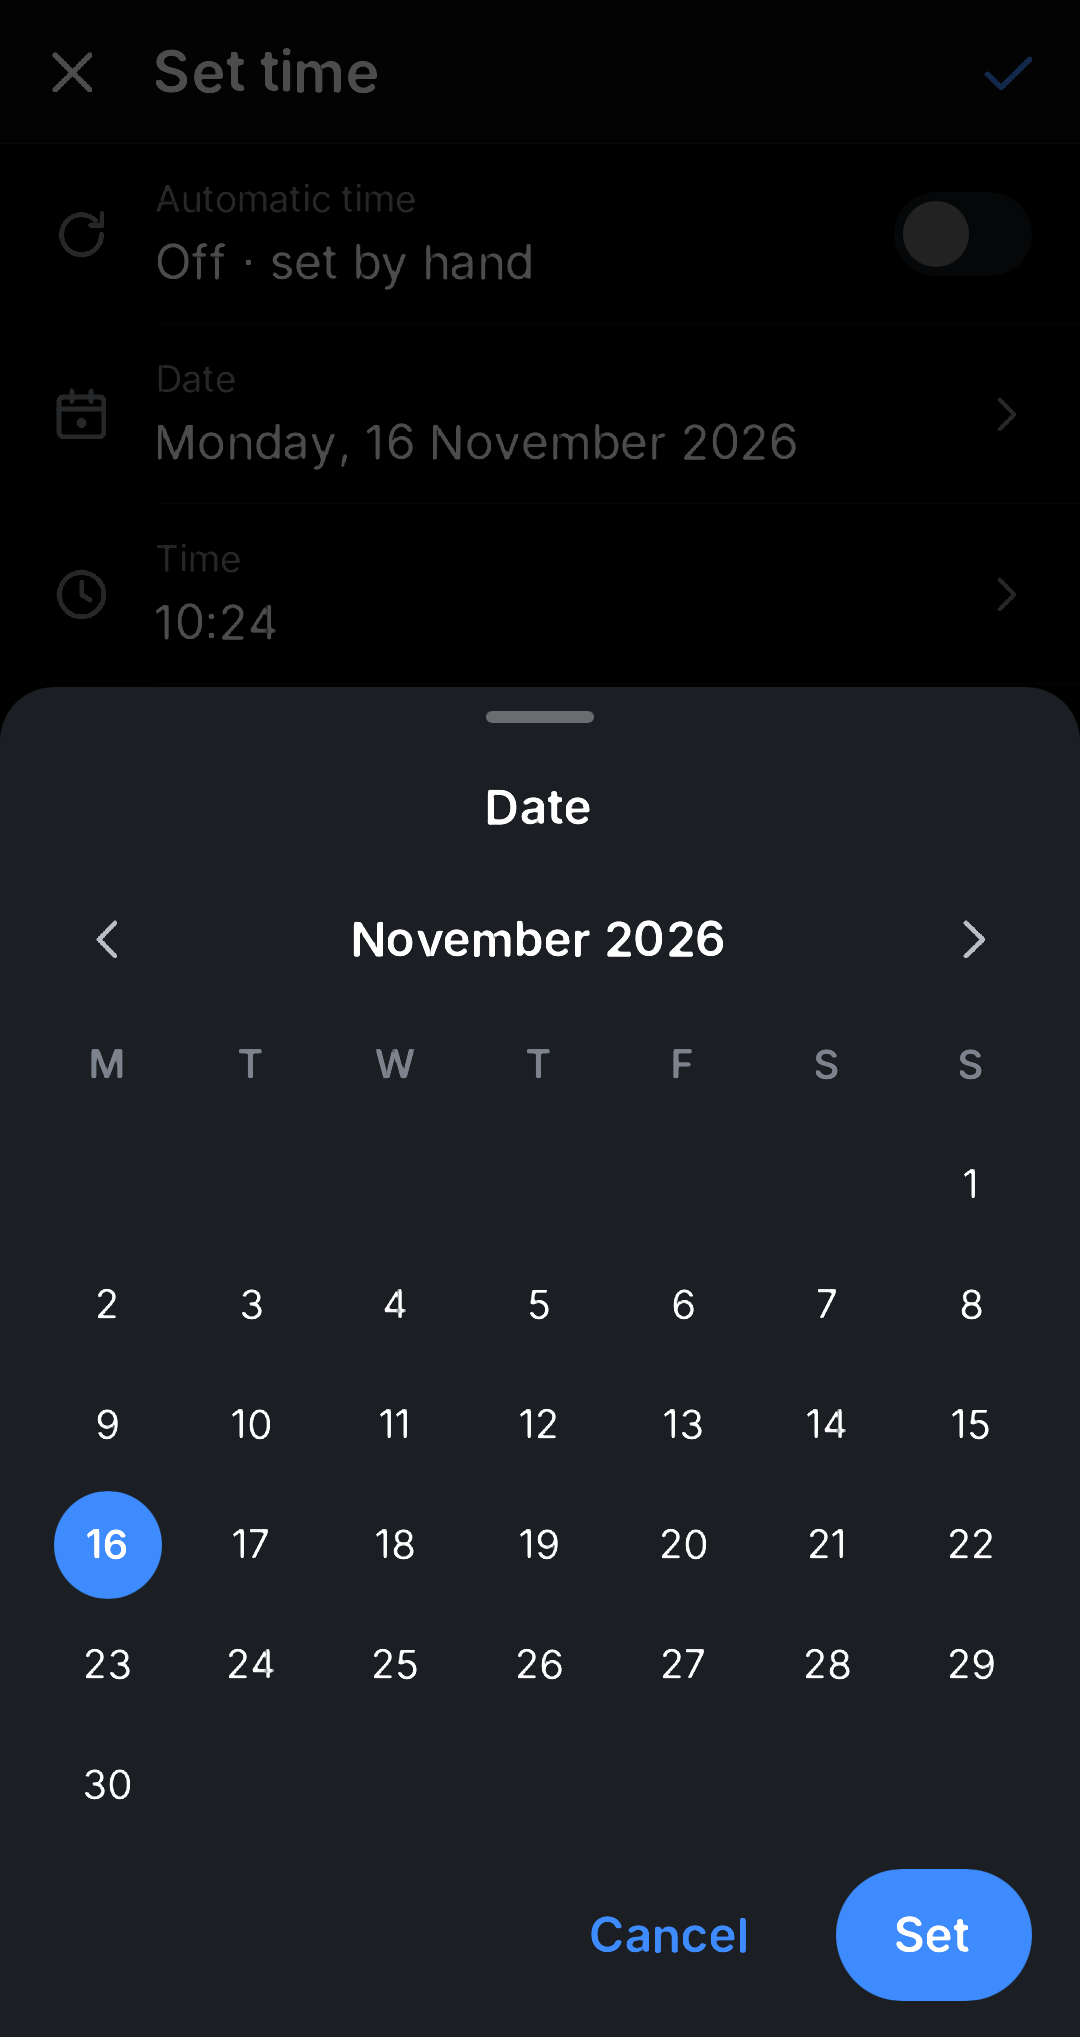 Set time
Automatic time
Off · set by hand
Date
Monday, 16 November 2026
Time
10:24
Date
November 2026
M T W T F S S
1
2 3 4 5 6 7 8
9 10 11 12 13 14 15
16 17 18 19 20 21 22
23 24 25 26 27 28 29
30
Cancel Set